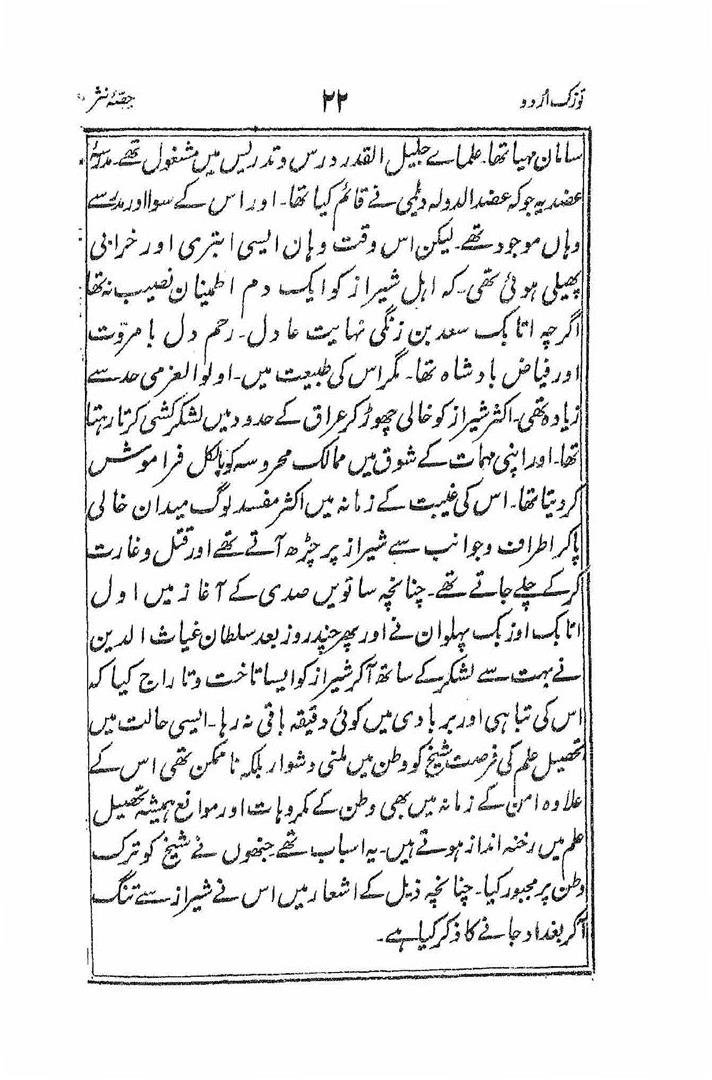 توزک اُردو ۲۲ حصّۂ نثر
سامان مہیا تھا۔ علماے جلیل القدر درس و تدریس میں مشغول تھے۔ مدرسۂ
عضدیہ جو کہ عضد الدولہ دیلمی نے قائم کیا تھا۔ اور اس کے سوا اور مدرسے
وہاں موجود تھے۔ لیکن اس وقت وہان ایسی ابتری اور خرابی
پھیلی ہوئی تھی۔ کہ اہل شیراز کو ایک دم اطمینان نصیب نہ تھا
اگرچہ اتابک سعد بن زنگی نہایت عادل۔ رحم دل بامروّت
اور فیاض بادشاہ تھا۔ مگر اس کی طبیعت میں۔ اولوالعزمی حد سے
زیادہ تھی۔ اکثر شیراز کو خالی چھوڑ کر عراق کے حدود میں لشکر کشی کرتا رہتا
تھا۔ اور اپنی مہمات کے شوق میں ممالک محروسہ کو بالکل فراموش
کر دیتا تھا۔ اس کی غیبت کے زمانہ میں اکثر مفسد لوگ میدان خالی
پاکر اطراف و جوانب سے شیراز پر چڑھ آتے تھے اور قتل و غارت
کر کے چلے جاتے تھے۔ چنانچہ ساتویں صدی کے آغاز میں اول
اتابک اوزبک پہلوان نے اور پھر چند روز بعد سلطان غیاث الدین
نے بہت سے لشکر کے ساتھ آکر شیراز کو ایسا تاخت و تاراج کیا کہ
اس کی تباہی اور بربادی میں کوئی دقیقہ باقی نہ رہا۔ ایسی حالت میں
تحصیل علم کی فرصت شیخ کو وطن میں ملنی دشوار بلکہ ناممکن تھی اس کے
علاوہ امن کے زمانہ میں بھی وطن کے مکروہات اور موانع ہمیشہ تحصیل
علم میں رخنہ انداز ہوتے ہیں۔ یہ اسباب تھے جنھوں نے شیخ کو ترک
وطن پر مجبور کیا۔ چنانچہ ذیل کے اشعار میں اس نے شیراز سے تنگ
آکر بغداد جانے کا ذکر کیا ہے۔